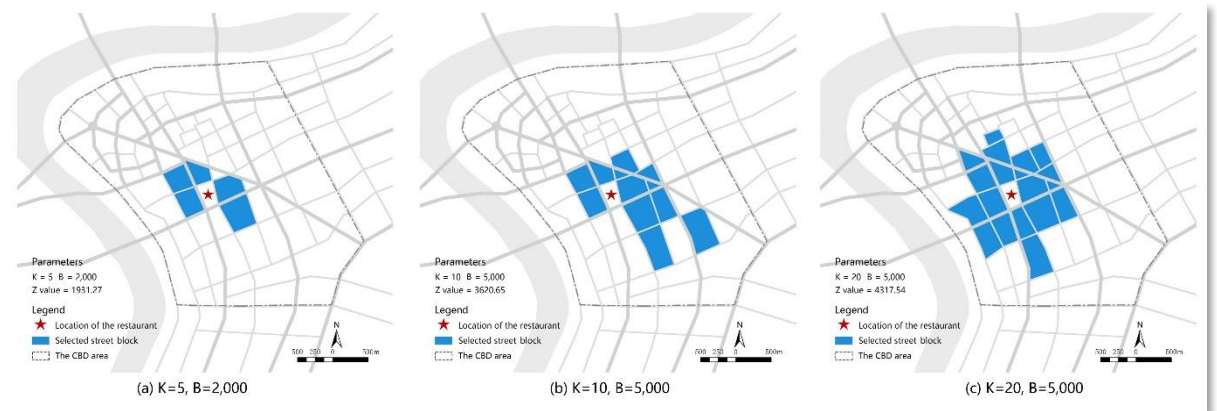 Parameters
K = 5 B = 2,000
Z value = 1931.27
Legend
Location of the restaurant
Selected street block
The CBD area
N
500 250 0 500m
(a) K=5, B=2,000
Parameters
K = 10 B = 5,000
Z value = 3620.65
Legend
Location of the restaurant
Selected street block
The CBD area
N
500 250 0 500m
(b) K=10, B=5,000
Parameters
K = 20 B = 5,000
Z value = 4317.54
Legend
Location of the restaurant
Selected street block
The CBD area
N
500 250 0 500m
(c) K=20, B=5,000